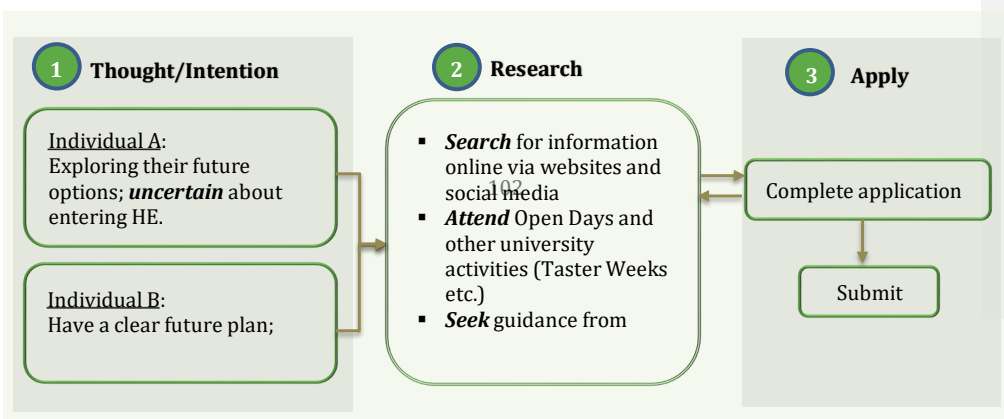 1 Thought/Intention
Individual A:
Exploring their future
options; uncertain about
entering HE.
Individual B:
Have a clear future plan;
2 Research
▪ Search for information
online via websites and
social media
102
▪ Attend Open Days and
other university
activities (Taster Weeks
etc.)
▪ Seek guidance from
3 Apply
Complete application
Submit